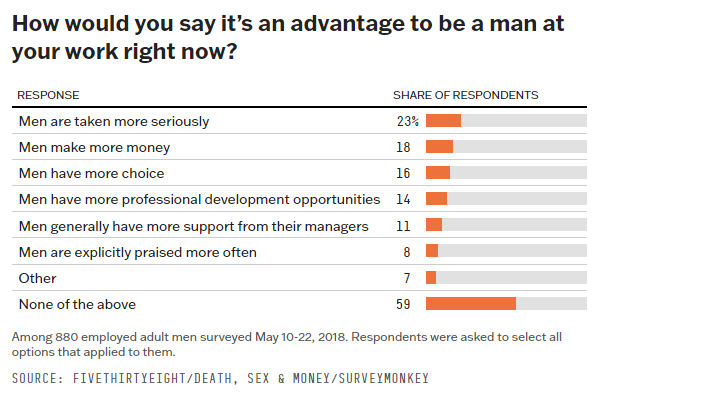 How would you say it's an advantage to be a man at
your work right now?
RESPONSE SHARE OF RESPONDENTS
Men are taken more seriously 23%
Men make more money 18
Men have more choice 16
Men have more professional development opportunities 14
Men generally have more support from their managers 11
Men are explicitly praised more often 8
Other 7
None of the above 59
Among 880 employed adult men surveyed May 10-22, 2018. Respondents were asked to select all
options that applied to them.
SOURCE: FIVETHIRTYEIGHT/DEATH, SEX & MONEY/SURVEYMONKEY